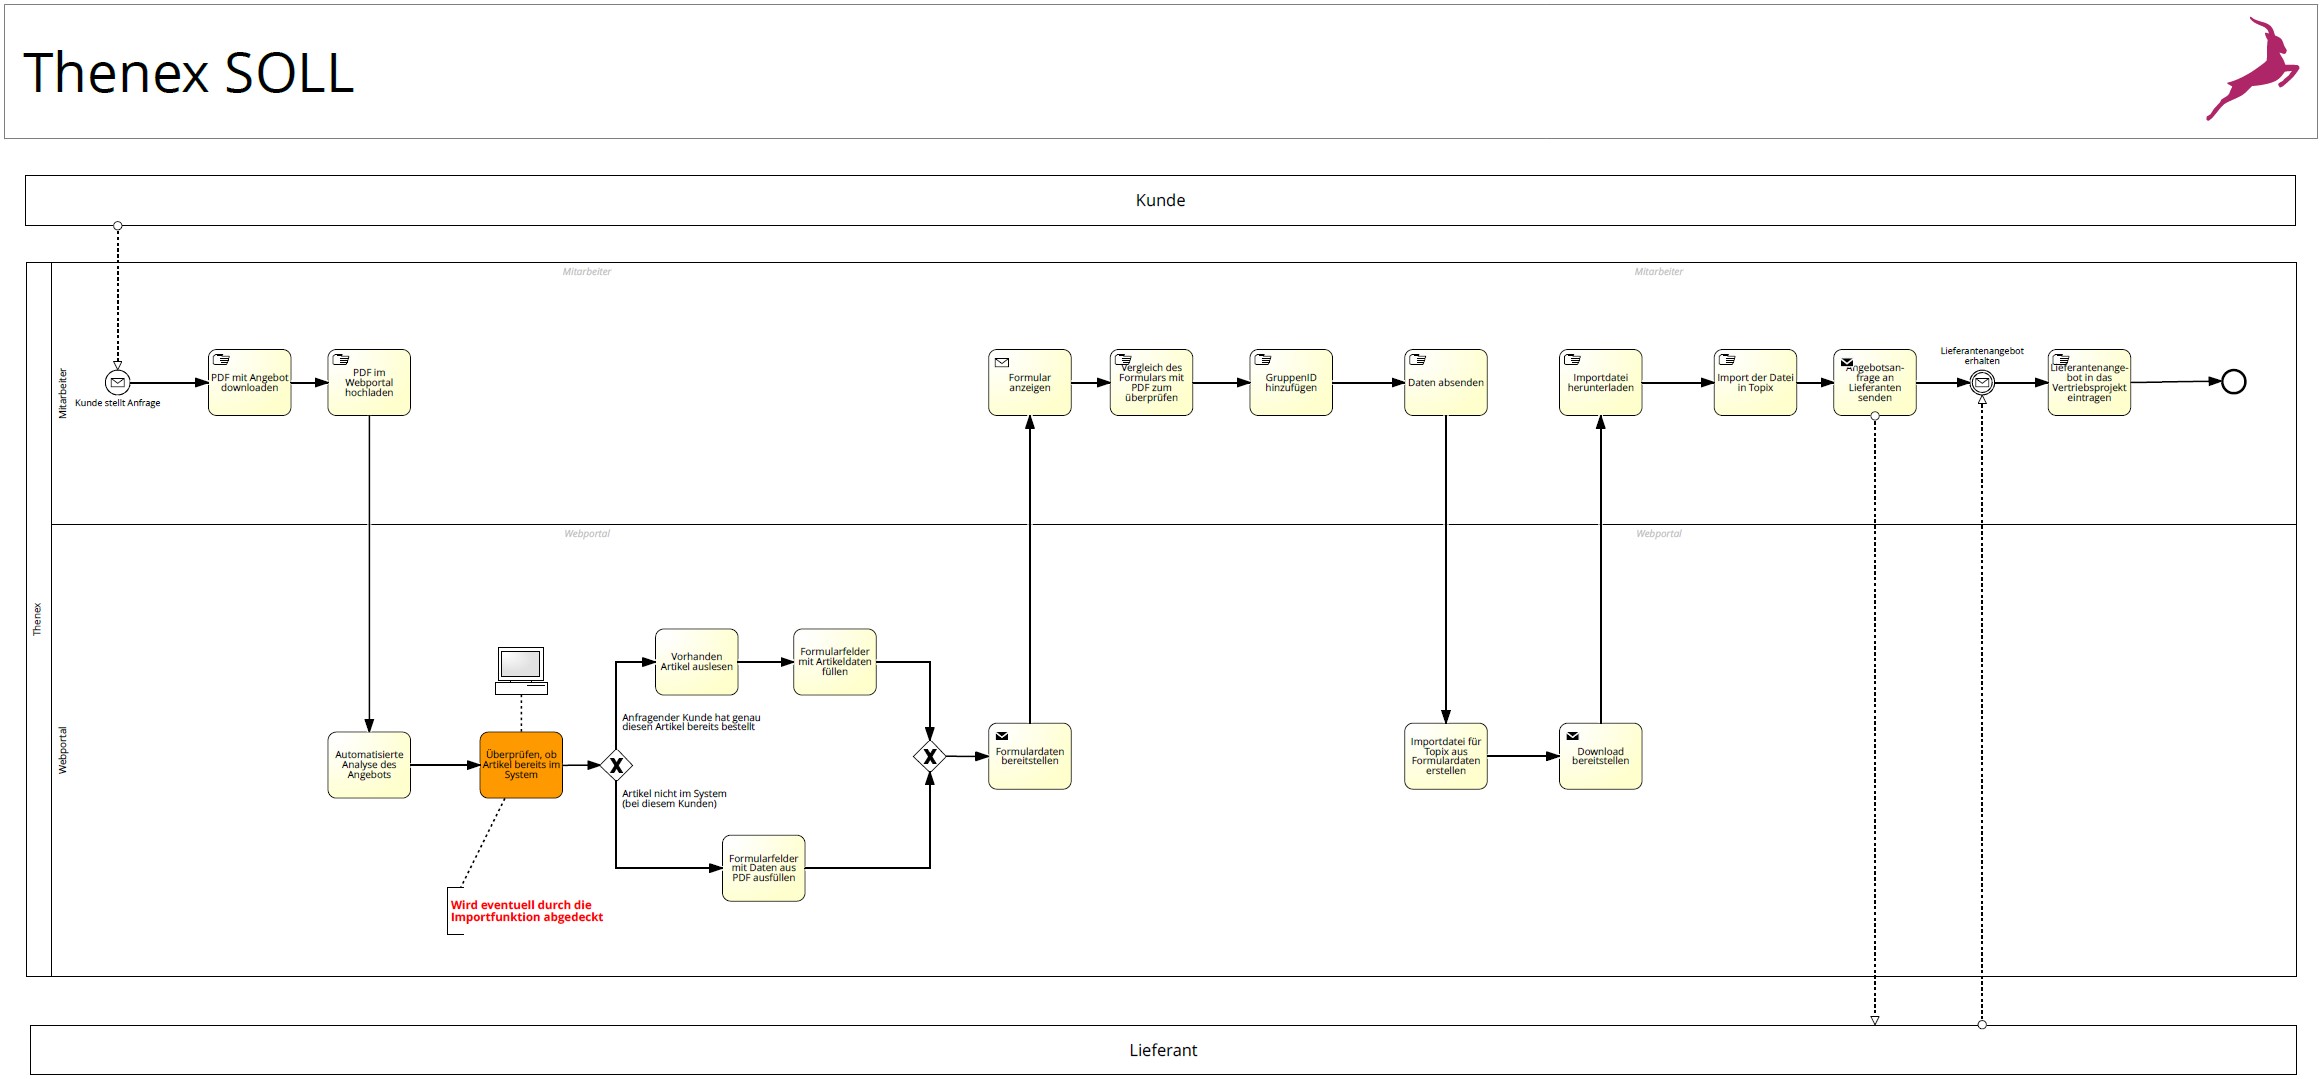 Thenex SOLL
Kunde
Mitarbeiter
Mitarbeiter
Mitarbeiter
Kunde stellt Anfrage
PDF mit Angebot
downloaden
PDF im
Webportal
hochladen
Formular
anzeigen
Vergleich des
Formulars mit
PDF zum
überprüfen
GruppenID
hinzufügen
Daten absenden
Importdatei
herunterladen
Import der Datei
in Topix
Angebotsan-
frage an
Lieferanten
senden
Lieferantenangebot
erhalten
Lieferantenange-
bot in das
Vertriebsprojekt
eintragen
Thenex
Webportal
Webportal
Webportal
Automatisierte
Analyse des
Angebots
Überprüfen, ob
Artikel bereits im
System
Wird eventuell durch die
Importfunktion abgedeckt
Anfragender Kunde hat genau
diesen Artikel bereits bestellt
Artikel nicht im System
(bei diesem Kunden)
Vorhanden
Artikel auslesen
Formularfelder
mit Artikeldaten
füllen
Formularfelder
mit Daten aus
PDF ausfüllen
Formulardaten
bereitstellen
Importdatei für
Topix aus
Formulardaten
erstellen
Download
bereitstellen
Lieferant